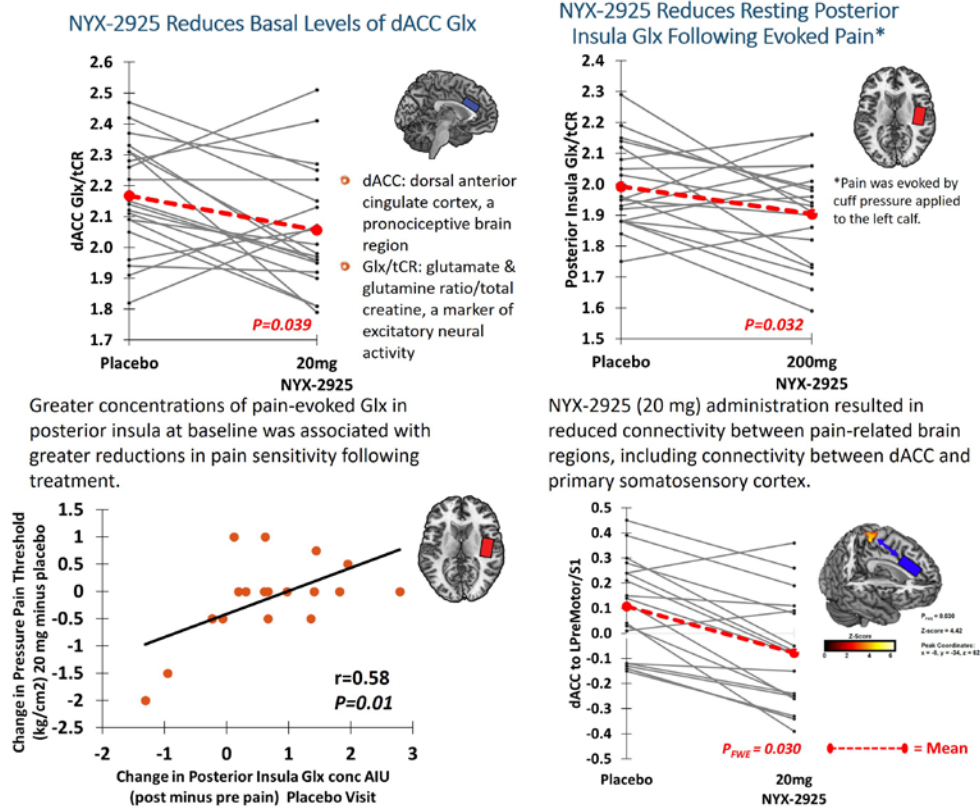 NYX-2925 Reduces Basal Levels of dACC Glx
dACC Glx/tCR
2.6
2.5
2.4
2.3
2.2
2.1
2.0
1.9
1.8
1.7
P=0.039
Placebo
20mg
NYX-2925
dACC: dorsal anterior
cingulate cortex, a
pronociceptive brain
region
Glx/tCR: glutamate &
glutamine ratio/total
creatine, a marker of
excitatory neural
activity
NYX-2925 Reduces Resting Posterior
Insula Glx Following Evoked Pain*
Posterior Insula Glx/tCR
2.4
2.3
2.2
2.1
2.0
1.9
1.8
1.7
1.6
1.5
P=0.032
Placebo
200mg
NYX-2925
*Pain was evoked by
cuff pressure applied
to the left calf.
Greater concentrations of pain-evoked Glx in
posterior insula at baseline was associated with
greater reductions in pain sensitivity following
treatment.
Change in Pressure Pain Threshold
(kg/cm2) 20 mg minus placebo
1.5
1
0.5
0
-0.5
-1
-1.5
-2
-2.5
r=0.58
P=0.01
-2
-1
0
1
2
3
Change in Posterior Insula Glx conc AIU
(post minus pre pain) Placebo Visit
NYX-2925 (20 mg) administration resulted in
reduced connectivity between pain-related brain
regions, including connectivity between dACC and
primary somatosensory cortex.
dACC to LPreMotor/S1
0.5
0.4
0.3
0.2
0.1
0.0
-0.1
-0.2
-0.3
-0.4
-0.5
PFWE = 0.030
Placebo
20mg
NYX-2925
= Mean
PFWE = 0.030
Z-score = 4.42
Peak Coordinates:
Z-Score
0 2 4 6